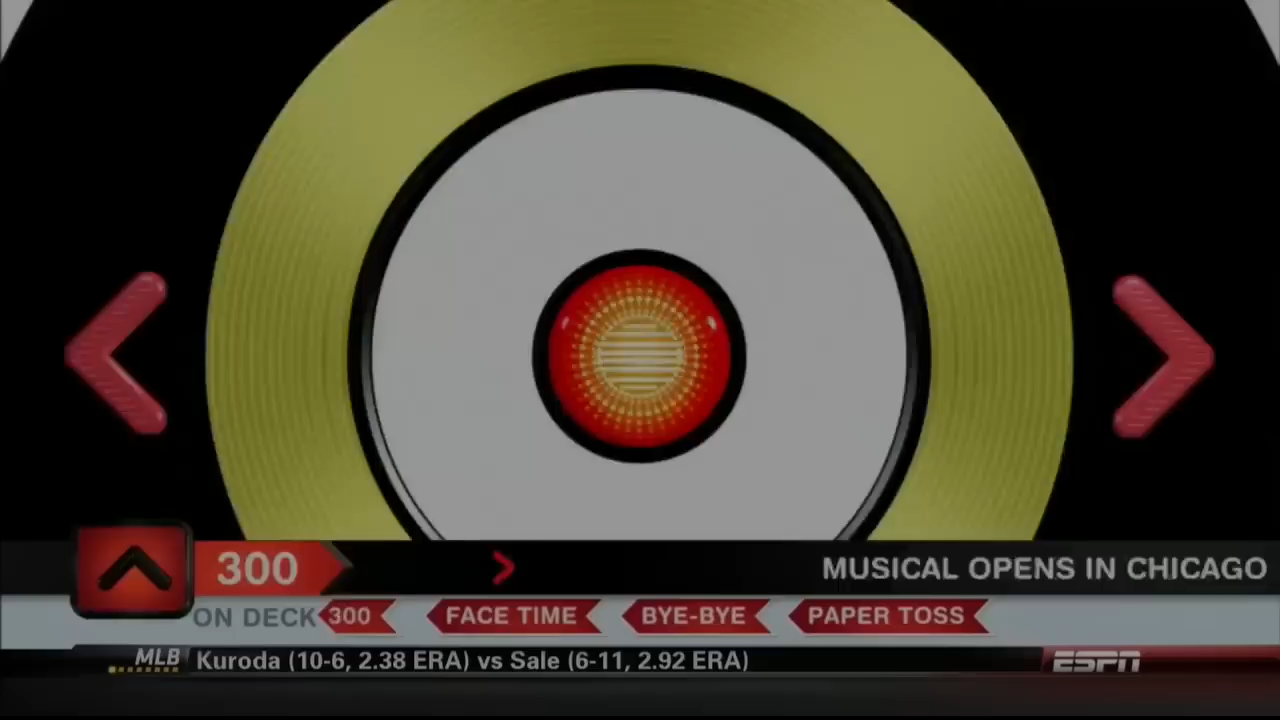 300
MUSICAL OPENS IN CHICAGO
ON DECK 300 FACE TIME BYE-BYE PAPER TOSS
MLB Kuroda (10-6, 2.38 ERA) vs Sale (6-11, 2.92 ERA) ESPN